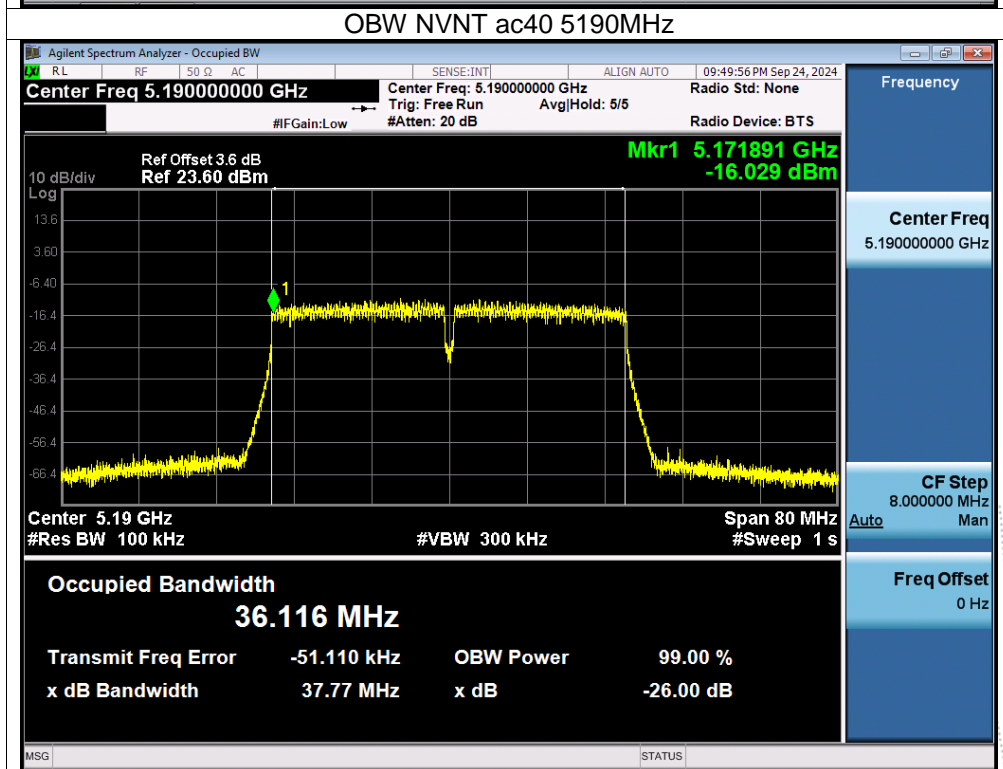 OBW NVNT ac40 5190MHz
Agilent Spectrum Analyzer - Occupied BW
LXI RL RF 50 Ω AC SENSE:INT ALIGN AUTO 09:49:56 PM Sep 24, 2024
Center Freq 5.190000000 GHz
Center Freq: 5.190000000 GHz
Radio Std: None
Trig: Free Run Avg|Hold: 5/5
#IFGain:Low #Atten: 20 dB Radio Device: BTS
Frequency
Ref Offset 3.6 dB
10 dB/div Ref 23.60 dBm
Mkr1 5.171891 GHz
-16.029 dBm
Log
13.6
3.60
-6.40
-16.4
-26.4
-36.4
-46.4
-56.4
-66.4
1
Center 5.19 GHz Span 80 MHz
#Res BW 100 kHz #VBW 300 kHz #Sweep 1 s
Center Freq
5.190000000 GHz
CF Step
8.000000 MHz
Auto Man
Freq Offset
0 Hz
Occupied Bandwidth
36.116 MHz
Transmit Freq Error -51.110 kHz OBW Power 99.00 %
x dB Bandwidth 37.77 MHz x dB -26.00 dB
MSG STATUS